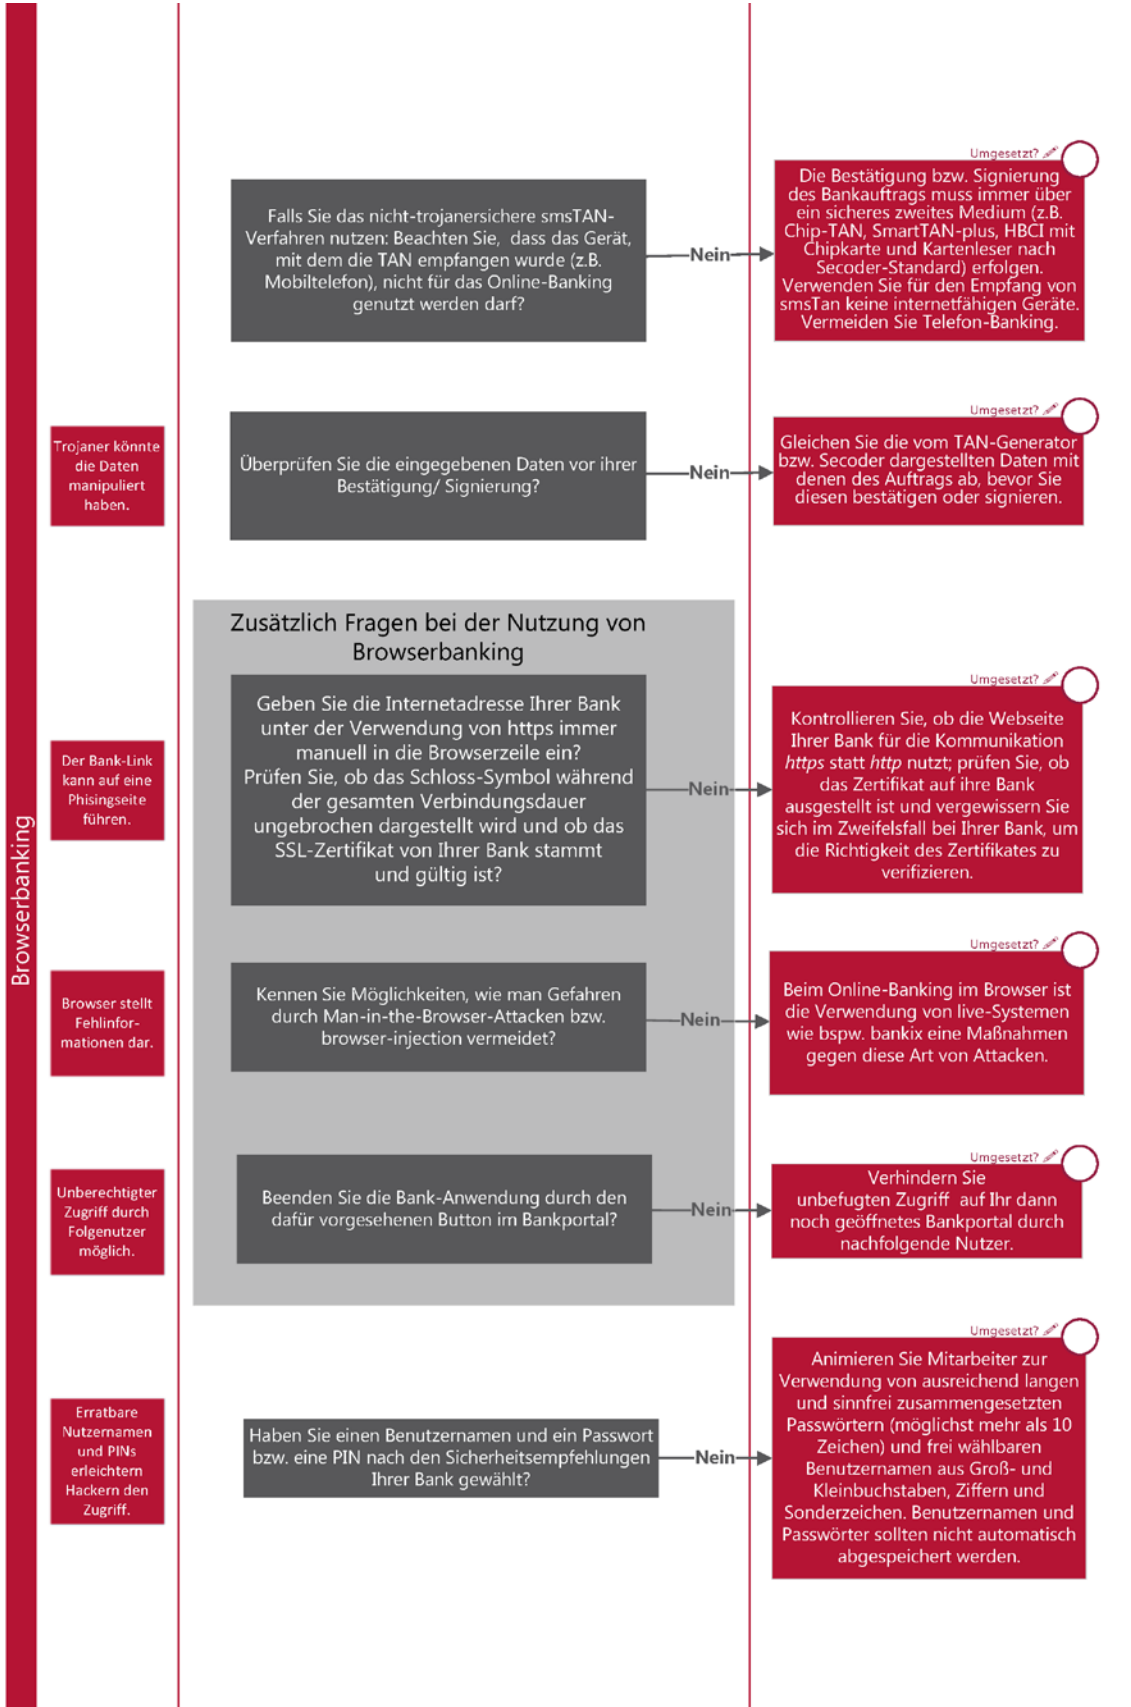 Browserbanking
Falls Sie das nicht-trojanersichere smsTAN-
Verfahren nutzen: Beachten Sie, dass das Gerät,
mit dem die TAN empfangen wurde (z.B.
Mobiltelefon), nicht für das Online-Banking
genutzt werden darf?
Nein
Umgesetzt?
Die Bestätigung bzw. Signierung
des Bankauftrags muss immer über
ein sicheres zweites Medium (z.B.
Chip-TAN, SmartTAN-plus, HBCI mit
Chipkarte und Kartenleser nach
Secoder-Standard) erfolgen.
Verwenden Sie für den Empfang von
smsTan keine internetfähigen Geräte.
Vermeiden Sie Telefon-Banking.
Trojaner könnte
die Daten
manipuliert
haben.
Überprüfen Sie die eingegebenen Daten vor ihrer
Bestätigung/ Signierung?
Nein
Umgesetzt?
Gleichen Sie die vom TAN-Generator
bzw. Secoder dargestellten Daten mit
denen des Auftrags ab, bevor Sie
diesen bestätigen oder signieren.
Zusätzlich Fragen bei der Nutzung von
Browserbanking
Der Bank-Link
kann auf eine
Phisingseite
führen.
Geben Sie die Internetadresse Ihrer Bank
unter der Verwendung von https immer
manuell in die Browserzeile ein?
Prüfen Sie, ob das Schloss-Symbol während
der gesamten Verbindungsdauer
ungebrochen dargestellt wird und ob das
SSL-Zertifikat von Ihrer Bank stammt
und gültig ist?
Nein
Umgesetzt?
Kontrollieren Sie, ob die Webseite
Ihrer Bank für die Kommunikation
https statt http nutzt; prüfen Sie, ob
das Zertifikat auf ihre Bank
ausgestellt ist und vergewissern Sie
sich im Zweifelsfall bei Ihrer Bank, um
die Richtigkeit des Zertifikates zu
verifizieren.
Browser stellt
Fehlinfor-
mationen dar.
Kennen Sie Möglichkeiten, wie man Gefahren
durch Man-in-the-Browser-Attacken bzw.
browser-injection vermeidet?
Nein
Umgesetzt?
Beim Online-Banking im Browser ist
die Verwendung von live-Systemen
wie bspw. bankix eine Maßnahmen
gegen diese Art von Attacken.
Unberechtigter
Zugriff durch
Folgenutzer
möglich.
Beenden Sie die Bank-Anwendung durch den
dafür vorgesehenen Button im Bankportal?
Nein
Umgesetzt?
Verhindern Sie
unbefugten Zugriff auf Ihr dann
noch geöffnetes Bankportal durch
nachfolgende Nutzer.
Erratbare
Nutzernamen
und PINs
erleichtern
Hackern den
Zugriff.
Haben Sie einen Benutzernamen und ein Passwort
bzw. eine PIN nach den Sicherheitsempfehlungen
Ihrer Bank gewählt?
Nein
Umgesetzt?
Animieren Sie Mitarbeiter zur
Verwendung von ausreichend langen
und sinnfrei zusammengesetzten
Passwörtern (möglichst mehr als 10
Zeichen) und frei wählbaren
Benutzernamen aus Groß- und
Kleinbuchstaben, Ziffern und
Sonderzeichen. Benutzernamen und
Passwörter sollten nicht automatisch
abgespeichert werden.